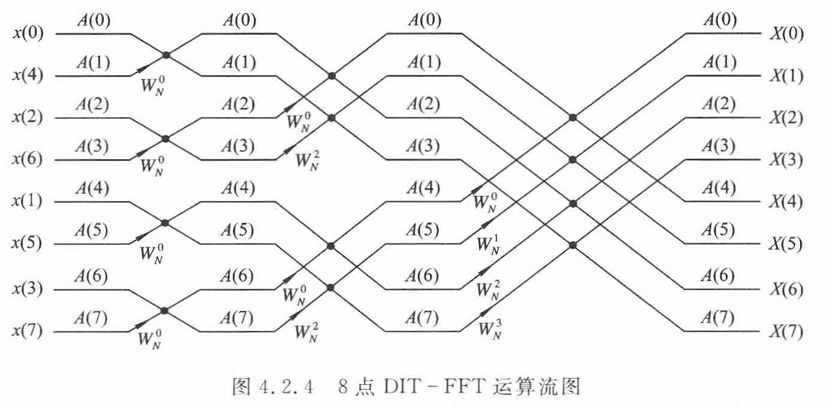 x(0) A(0) A(0) A(0) A(0) X(0)
x(4) A(1) A(1) A(1) A(1) X(1)
W_N^0
x(2) A(2) A(2) A(2) A(2) X(2)
W_N^0
x(6) A(3) A(3) A(3) A(3) X(3)
W_N^0 W_N^2
x(1) A(4) A(4) A(4) A(4) X(4)
W_N^0
x(5) A(5) A(5) A(5) A(5) X(5)
W_N^0 W_N^1
x(3) A(6) A(6) A(6) A(6) X(6)
W_N^0 W_N^2
x(7) A(7) A(7) A(7) A(7) X(7)
W_N^0 W_N^2 W_N^3
图 4.2.4 8点 DIT-FFT 运算流图